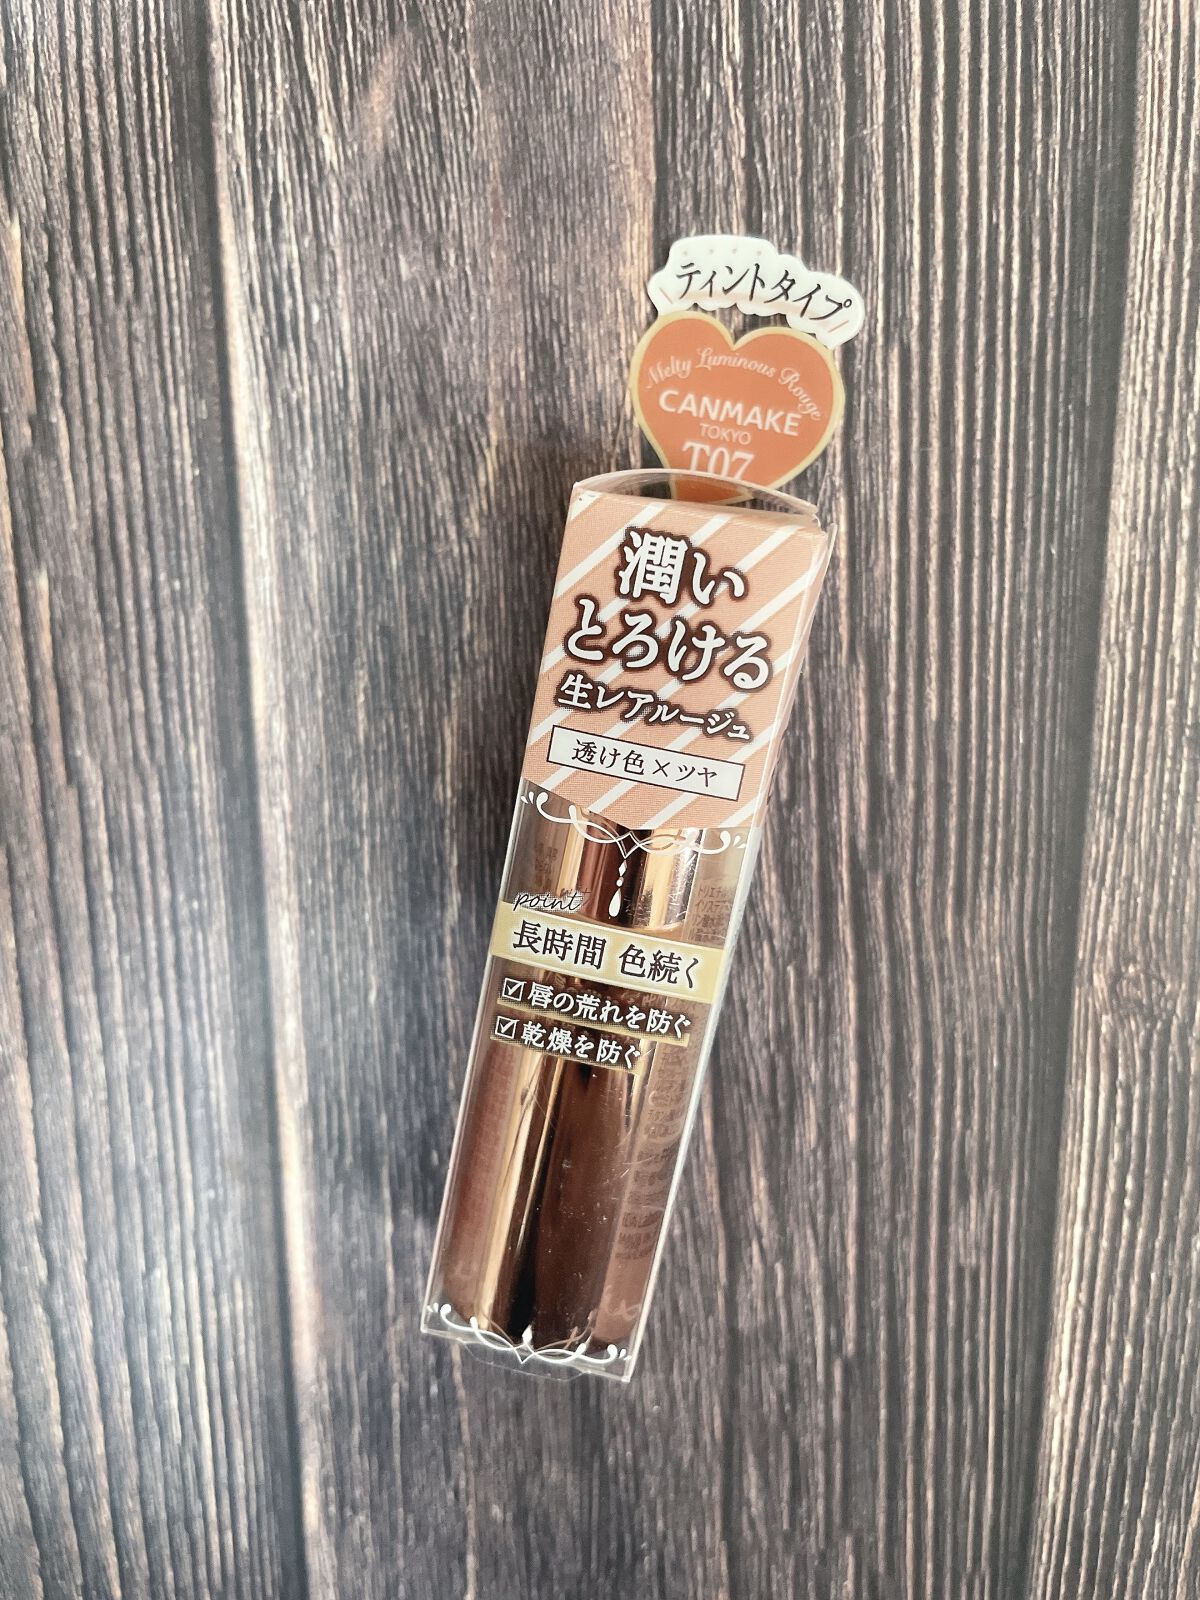 ティントタイプ
Melty Luminous Rouge
CANMAKE
TOKYO
T07
潤い
とろける
生レアルージュ
透け色×ツヤ
point
長時間 色続く
唇の荒れを防ぐ
乾燥を防ぐ